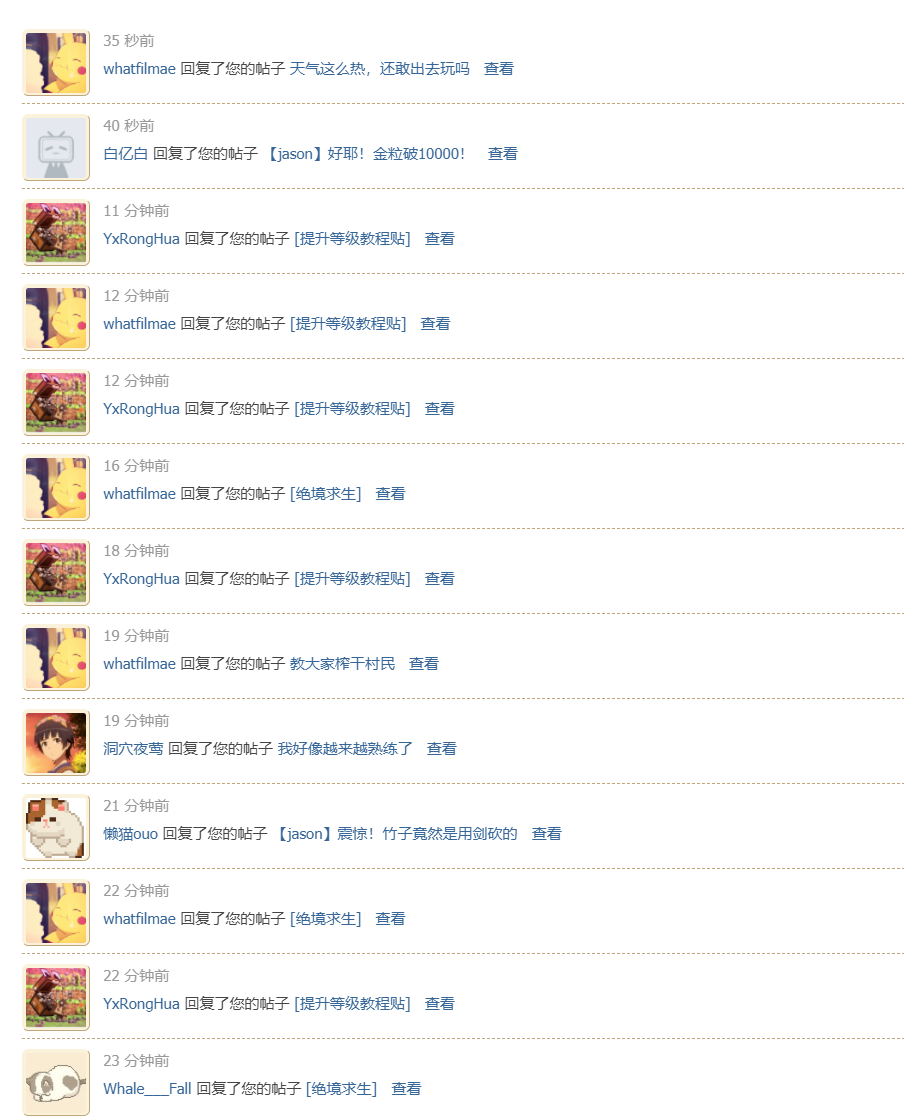 35 秒前
whatfilmae 回复了您的帖子 天气这么热，还敢出去玩吗 查看
40 秒前
白亿白 回复了您的帖子 【jason】好耶！金粒破10000！ 查看
11 分钟前
YxRongHua 回复了您的帖子 [提升等级教程贴] 查看
12 分钟前
whatfilmae 回复了您的帖子 [提升等级教程贴] 查看
12 分钟前
YxRongHua 回复了您的帖子 [提升等级教程贴] 查看
16 分钟前
whatfilmae 回复了您的帖子 [绝境求生] 查看
18 分钟前
YxRongHua 回复了您的帖子 [提升等级教程贴] 查看
19 分钟前
whatfilmae 回复了您的帖子 教大家榨干村民 查看
19 分钟前
洞穴夜莺 回复了您的帖子 我好像越来越熟练了 查看
21 分钟前
懒猫ouo 回复了您的帖子 【jason】震惊！竹子竟然是用剑砍的 查看
22 分钟前
whatfilmae 回复了您的帖子 [绝境求生] 查看
22 分钟前
YxRongHua 回复了您的帖子 [提升等级教程贴] 查看
23 分钟前
Whale___Fall 回复了您的帖子 [绝境求生] 查看